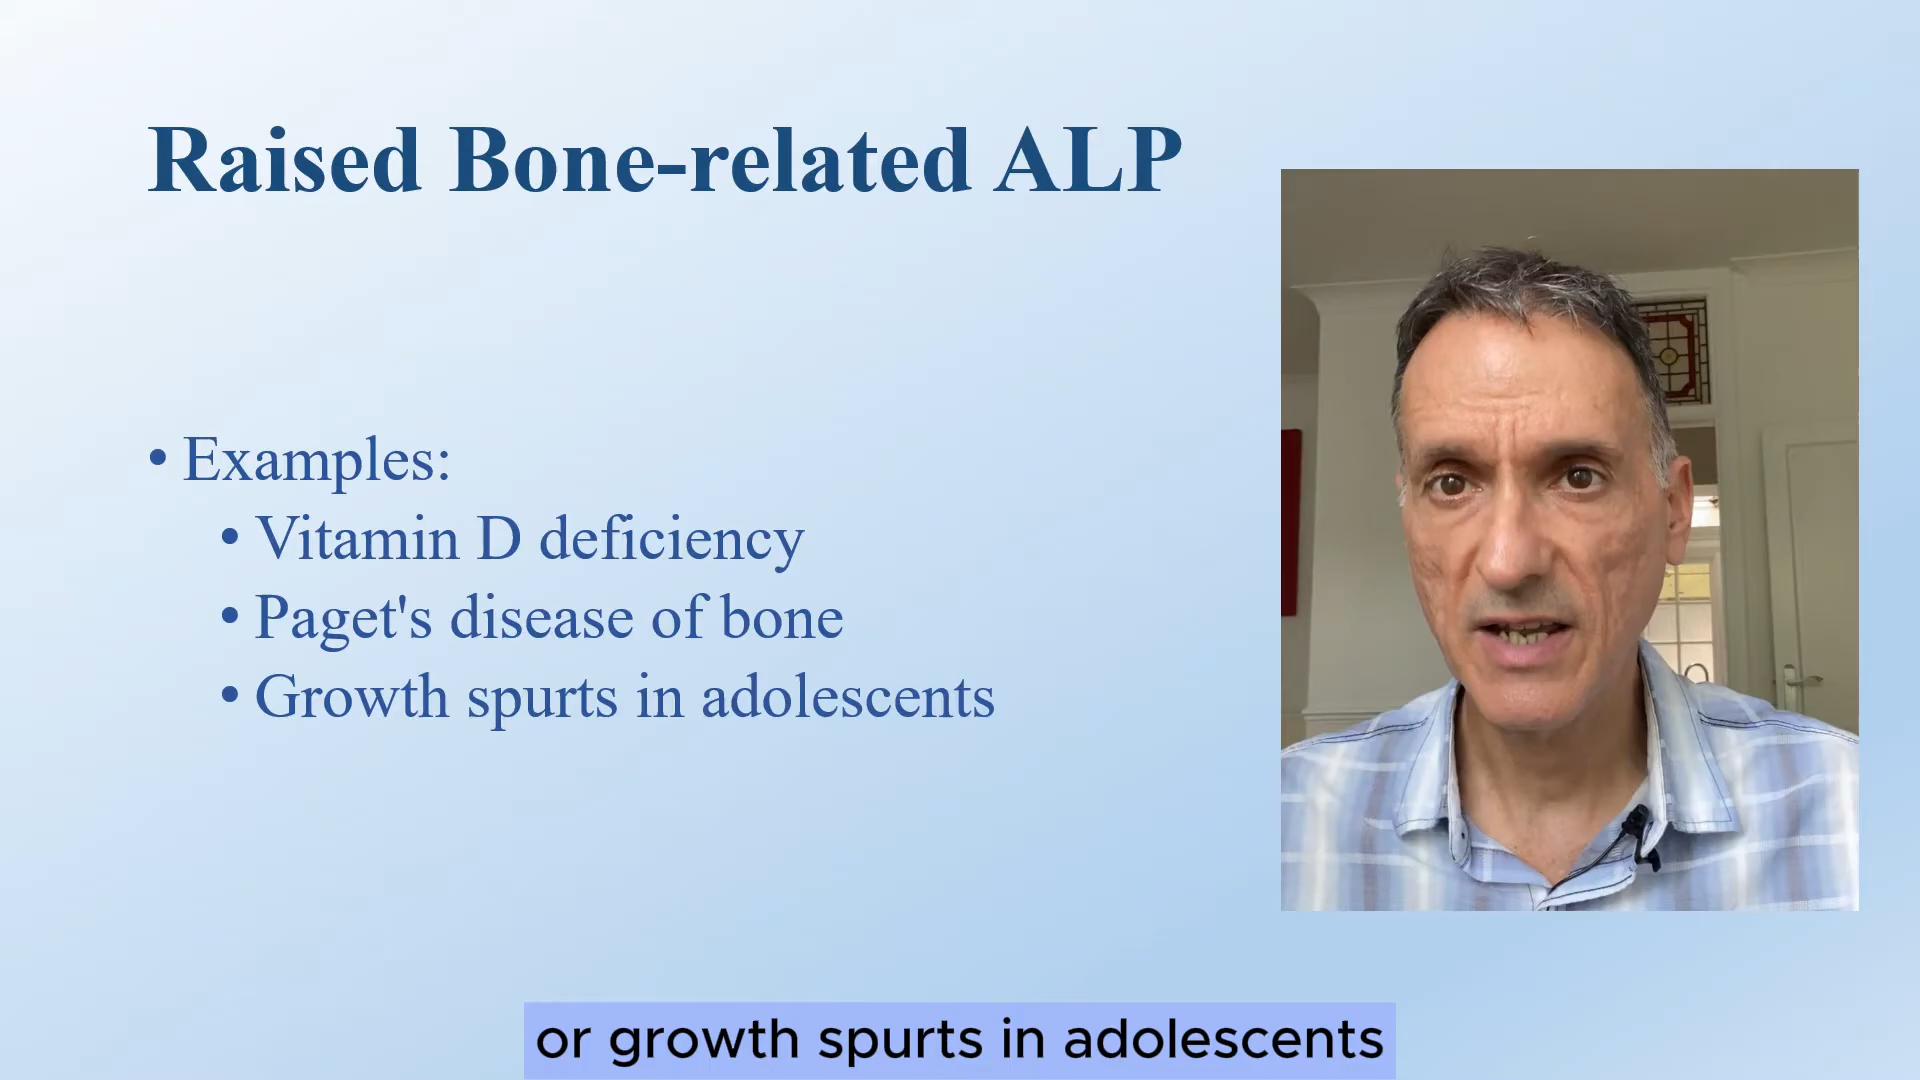 Raised Bone-related ALP
• Examples:
• Vitamin D deficiency
• Paget's disease of bone
• Growth spurts in adolescents
or growth spurts in adolescents